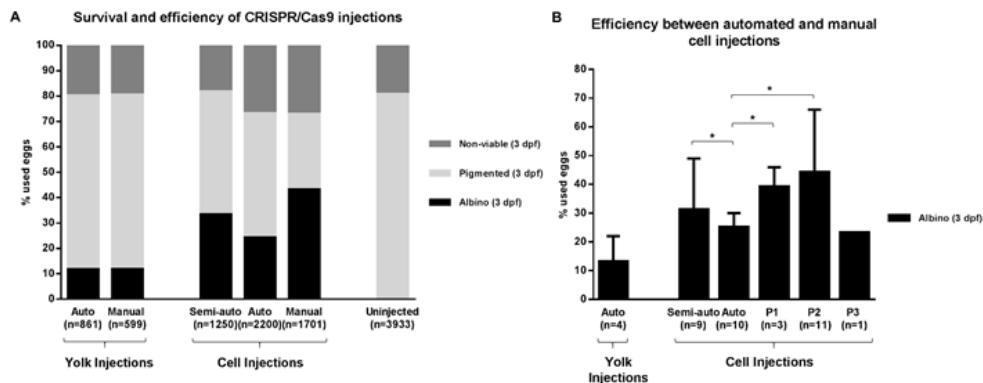 A
Survival and efficiency of CRISPR/Cas9 injections
100
90
80
70
60
50
40
30
20
10
0
% used eggs
Non-viable (3 dpf)
Pigmented (3 dpf)
Albino (3 dpf)
Auto Manual Semi-auto Auto Manual Uninjected
(n=861) (n=599) (n=1250) (n=2200) (n=1701) (n=3933)
Yolk Injections Cell Injections
B
Efficiency between automated and manual
cell injections
80
70
60
50
40
30
20
10
0
% used eggs
* * *
Albino (3 dpf)
Auto Semi-auto Auto P1 P2 P3
(n=4) (n=9) (n=10) (n=3) (n=11) (n=1)
Yolk
Injections
Cell Injections